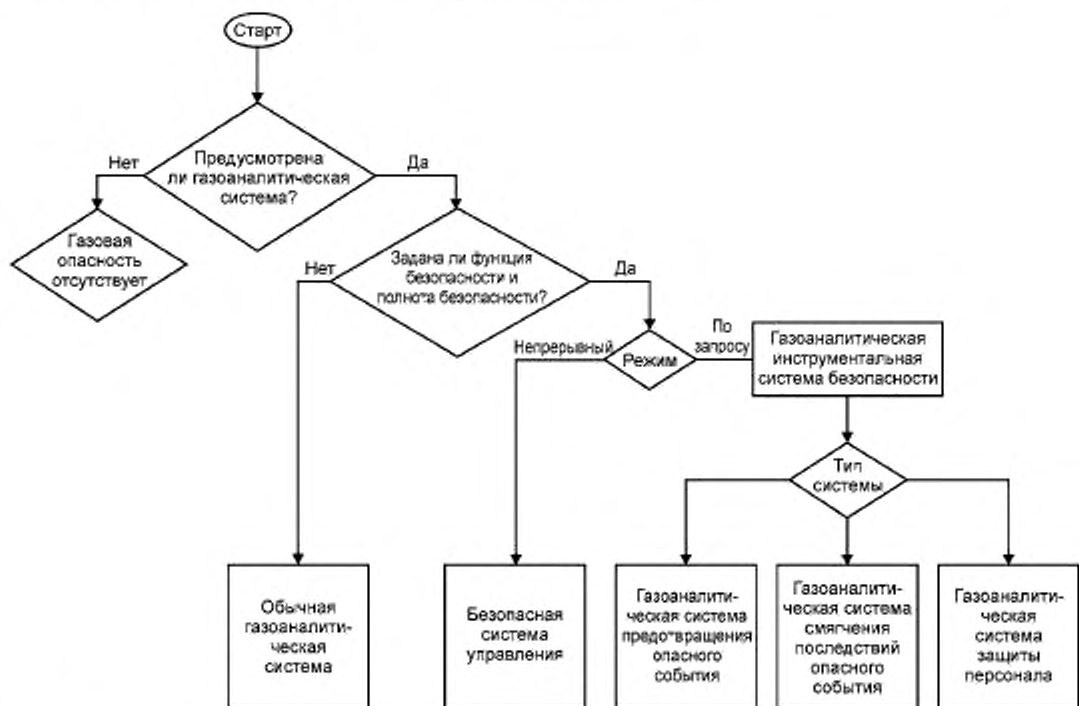 Старт
Предусмотрена
ли газоаналитическая
система?
Нет
Да
Газовая
опасность
отсутствует
Задана ли функция
безопасности и
полнота безопасности?
Нет
Да
Режим
Непрерывный
По
запросу
Газоаналитическая
инструментальная
система безопасности
Тип
системы
Обычная
газоаналити-
ческая
система
Безопасная
система
управления
Газоаналити-
ческая система
предотвращения
опасного
события
Газоаналити-
ческая система
смягчения
последствий
опасного
события
Газоаналити-
ческая
система
защиты
персонала